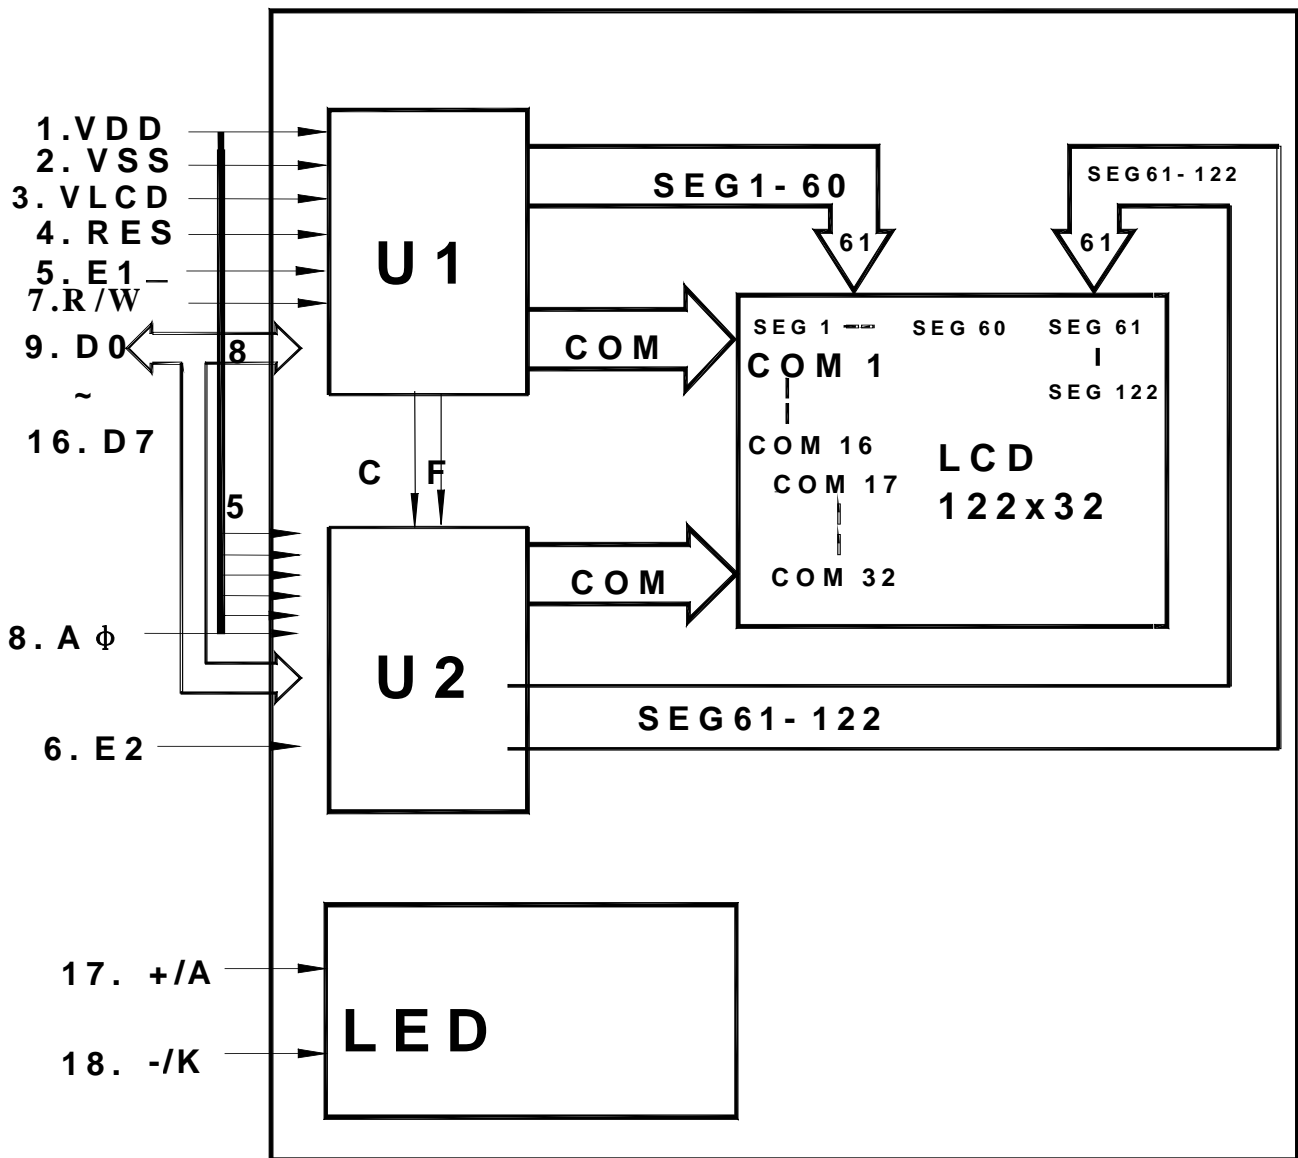 1.VDD
2. VSS
3. VLCD
4. RES
5. E1
7.R/W
9. D0
~
16. D7
8
5
8. A ϕ
6. E2
17. +/A
18. -/K
U1
C F
U2
LED
SEG1-60
61
COM
COM
SEG61-122
SEG61-122
61
SEG 1 SEG 60 SEG 61
COM 1
SEG 122
COM 16
COM 17
COM 32
LCD
122x32